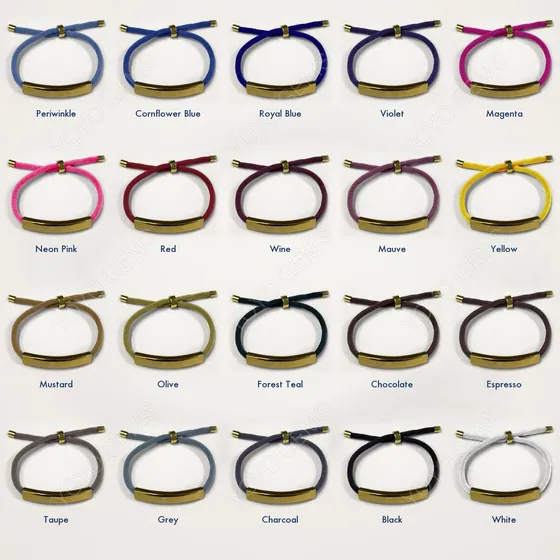 Periwinkle
Cornflower Blue
Royal Blue
Violet
Magenta
Neon Pink
Red
Wine
Mauve
Yellow
Mustard
Olive
Forest Teal
Chocolate
Espresso
Taupe
Grey
Charcoal
Black
White